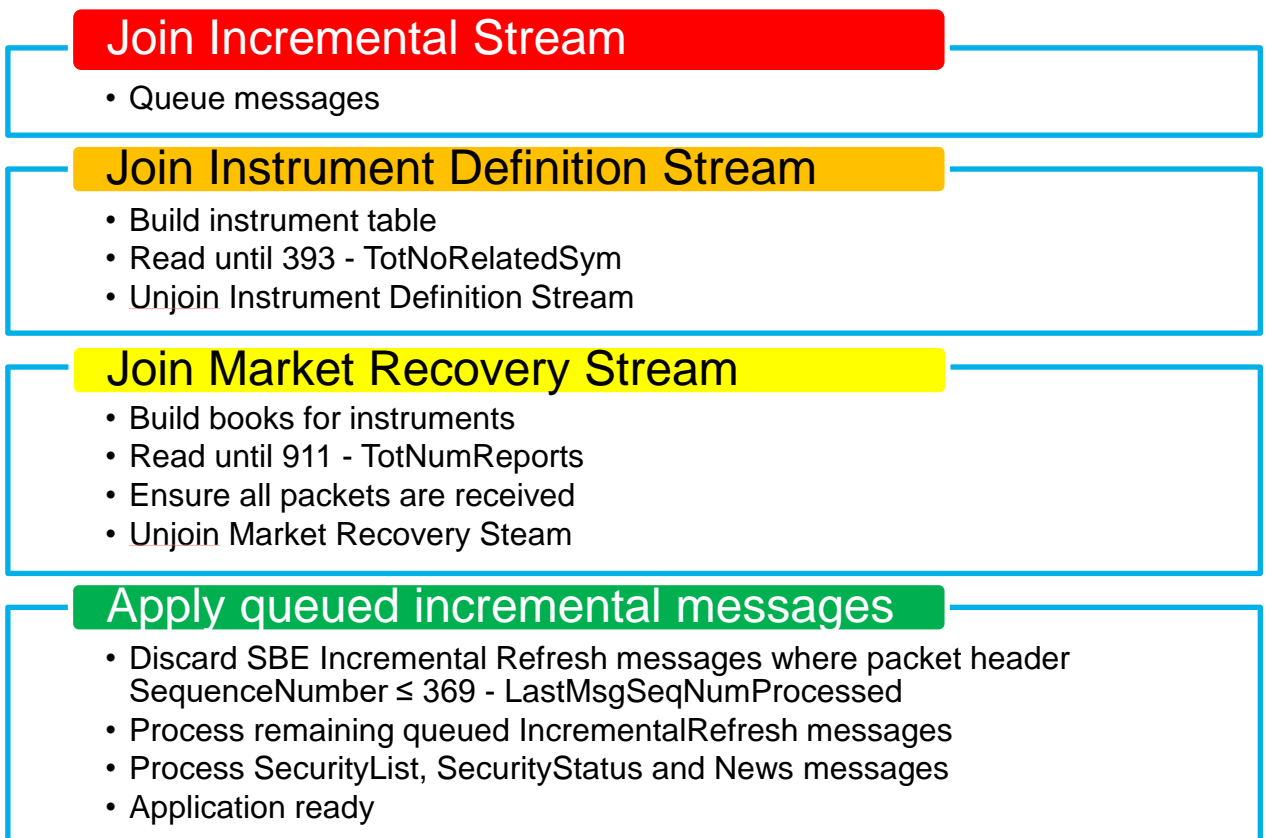 Join Incremental Stream
• Queue messages
Join Instrument Definition Stream
• Build instrument table
• Read until 393 - TotNoRelatedSym
• Unjoin Instrument Definition Stream
Join Market Recovery Stream
• Build books for instruments
• Read until 911 - TotNumReports
• Ensure all packets are received
• Unjoin Market Recovery Steam
Apply queued incremental messages
• Discard SBE Incremental Refresh messages where packet header
SequenceNumber ≤ 369 - LastMsgSeqNumProcessed
• Process remaining queued IncrementalRefresh messages
• Process SecurityList, SecurityStatus and News messages
• Application ready